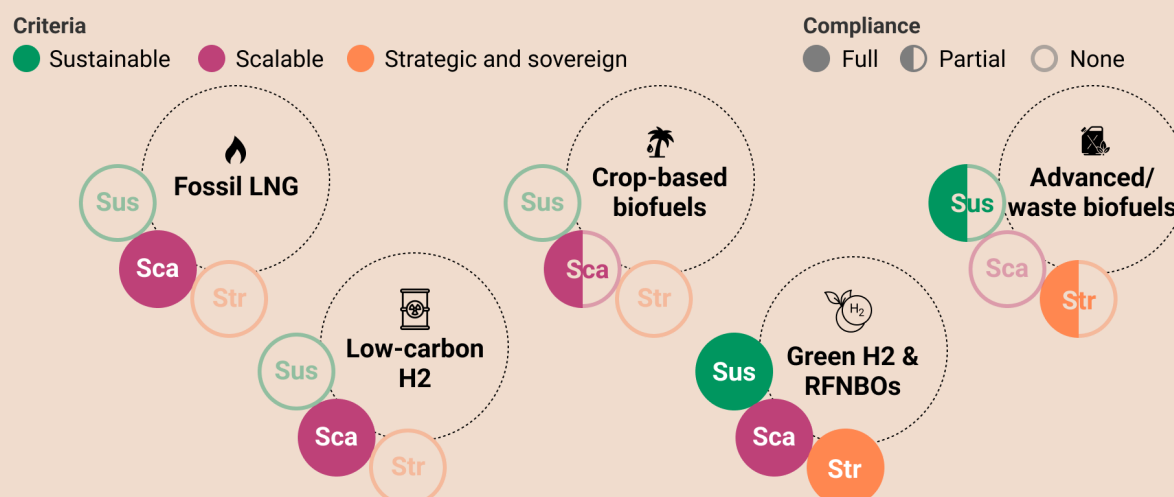 Criteria
Sustainable
Scalable
Strategic and sovereign
Compliance
Full
Partial
None
Fossil LNG
Sus
Sca
Str
Crop-based
biofuels
Sus
Sca
Str
Advanced/
waste biofuels
Sus
Sca
Str
Low-carbon
H2
Sus
Sca
Str
H2
Green H2 &
RFNBOs
Sus
Sca
Str